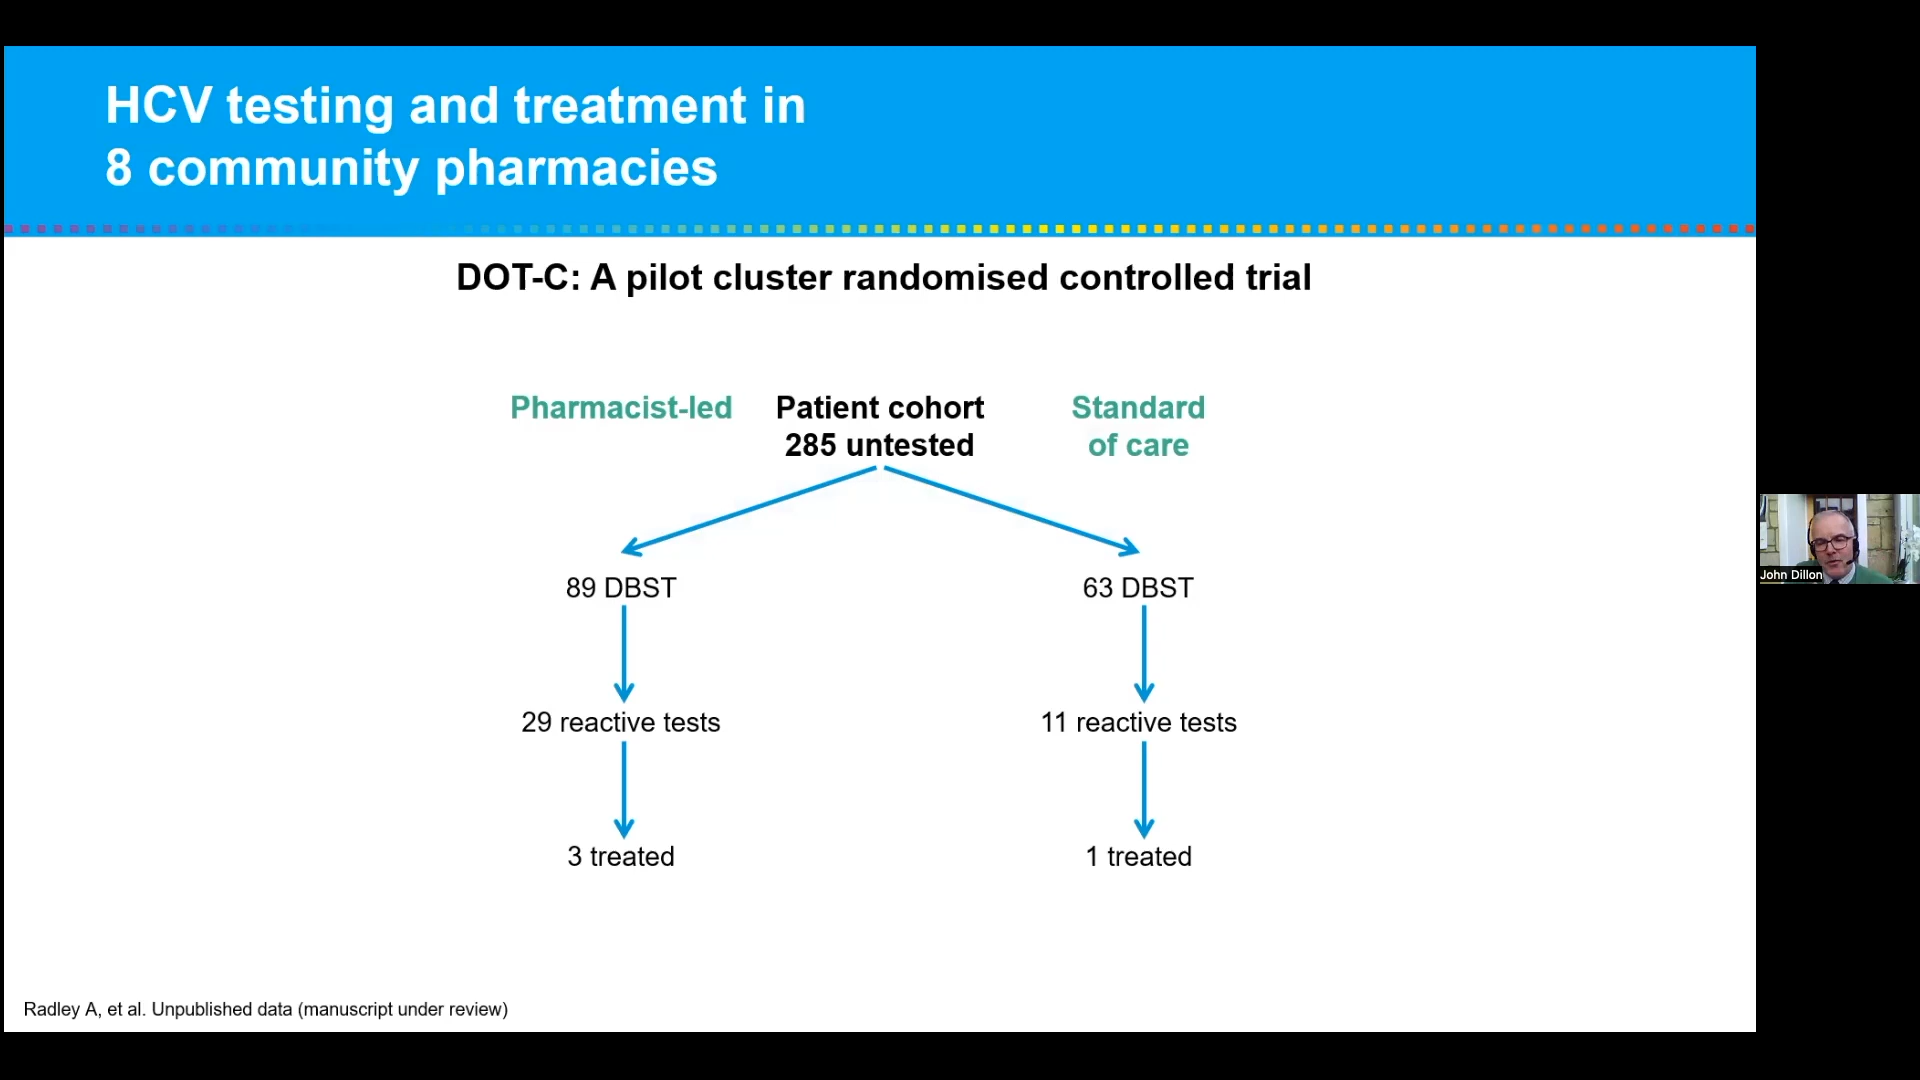 HCV testing and treatment in
8 community pharmacies
DOT-C: A pilot cluster randomised controlled trial
Pharmacist-led
Patient cohort
285 untested
Standard
of care
89 DBST
63 DBST
29 reactive tests
11 reactive tests
3 treated
1 treated
Radley A, et al. Unpublished data (manuscript under review)
John Dillon